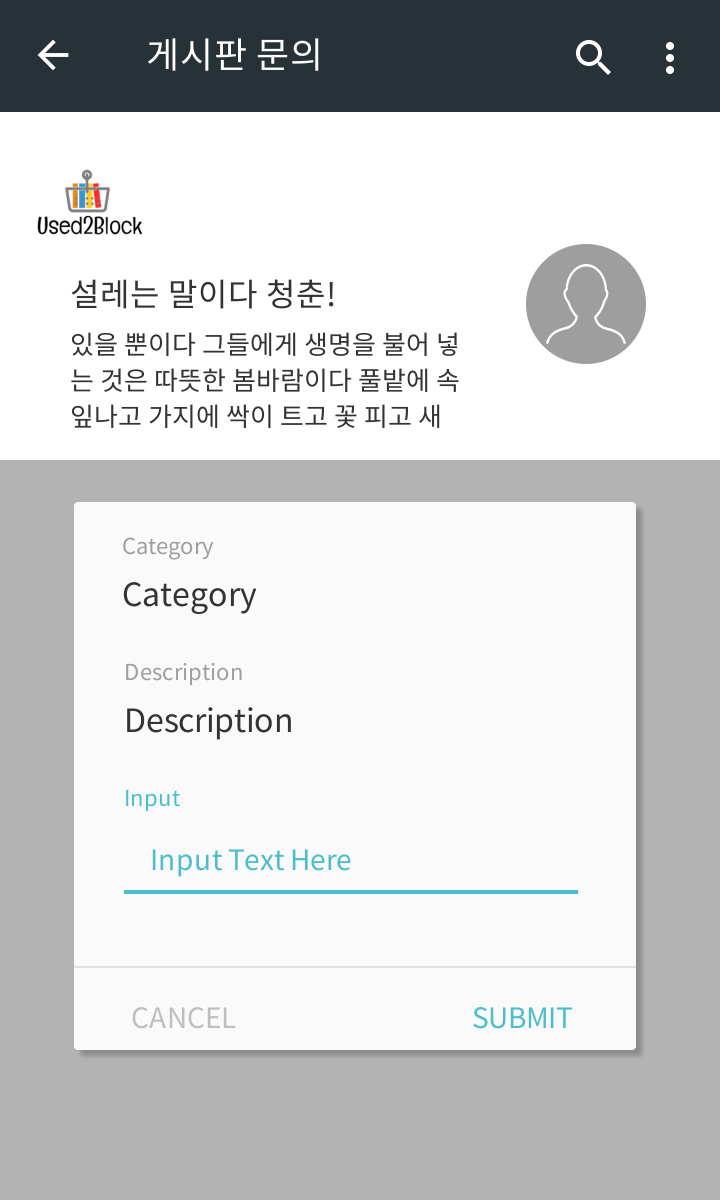 게시판 문의
Used2Block
설레는 말이다 청춘!
있을 뿐이다 그들에게 생명을 불어 넣
는 것은 따뜻한 봄바람이다 풀밭에 속
잎나고 가지에 싹이 트고 꽃 피고 새
Category
Category
Description
Description
Input
Input Text Here
CANCEL
SUBMIT